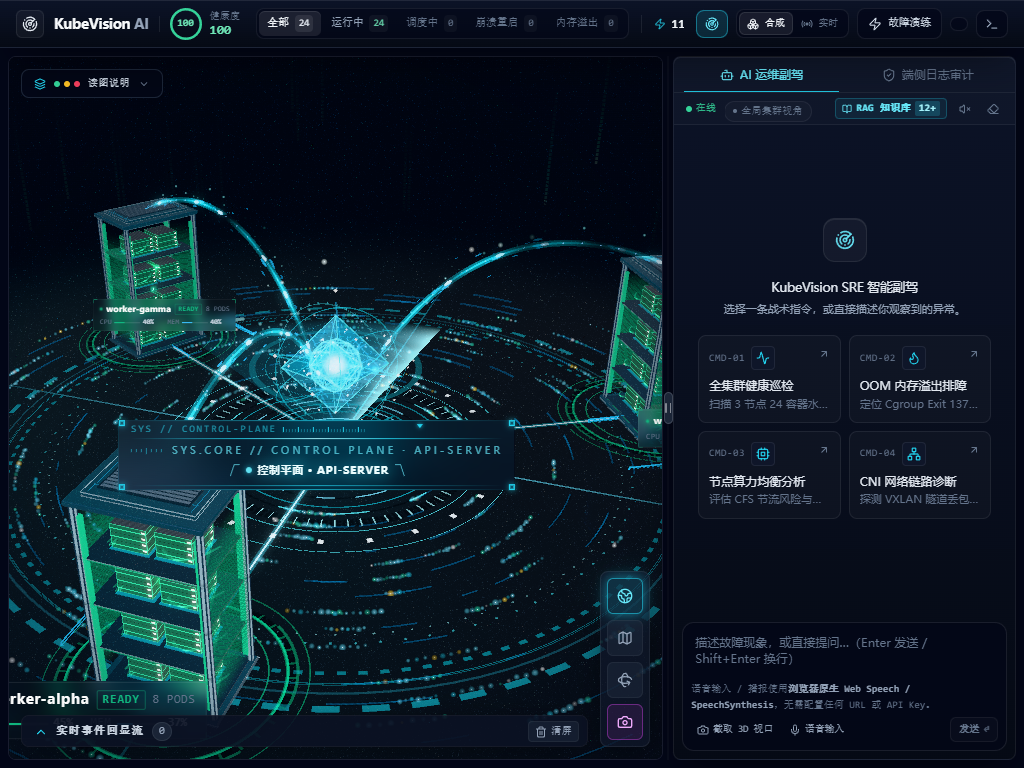 KubeVision AI
100
健康度
100
全部 24
运行中 24
调度中 0
崩溃重启 0
内存溢出 0
11
合成
实时
故障演练
读图说明
AI 运维副驾
端侧日志审计
在线
全局集群视角
RAG 知识库 12+
worker-gamma READY 8 PODS
CPU 40% MEM 40%
SYS // CONTROL-PLANE
SYS.CORE // CONTROL PLANE · API-SERVER
控制平面 • API-SERVER
w
CPU
KubeVision SRE 智能副驾
选择一条战术指令，或直接描述你观察到的异常。
CMD-01
全集群健康巡检
扫描 3 节点 24 容器水...
CMD-02
OOM 内存溢出排障
定位 Cgroup Exit 137...
CMD-03
节点算力均衡分析
评估 CFS 节流风险与...
CMD-04
CNI 网络链路诊断
探测 VXLAN 隧道丢包...
rker-alpha READY 8 PODS
实时事件回显流 0
清屏
描述故障现象，或直接提问...（Enter 发送 /
Shift+Enter 换行）
语音输入 / 播报使用浏览器原生 Web Speech /
SpeechSynthesis，无需配置任何 URL 或 API Key。
截取 3D 视口
语音输入
发送